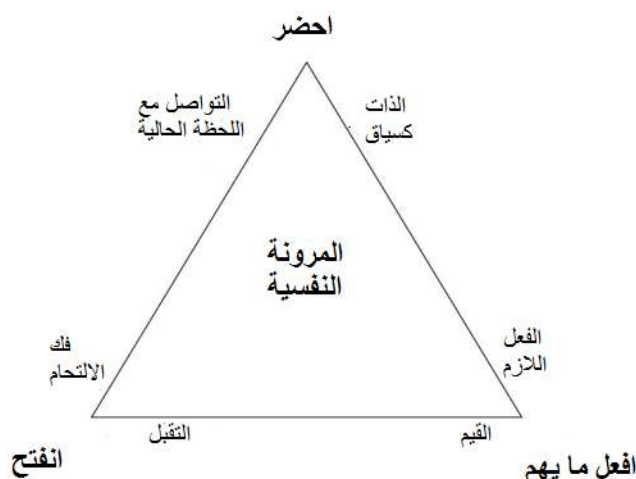 احضر
الذات
كسياق
التواصل مع
اللحظة الحالية
المرونة
النفسية
الفعل
اللازم
فك
الالتحام
القيم
التقبل
افعل ما يهم
انفتح